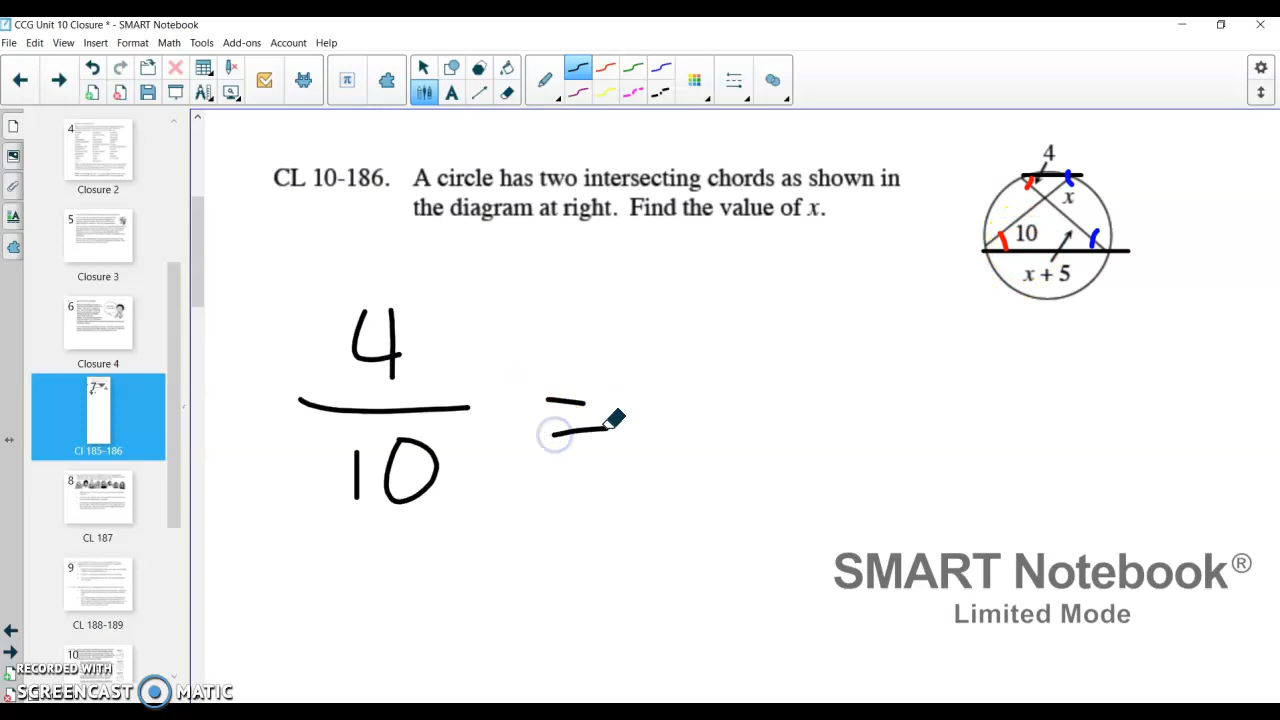 CCG Unit 10 Closure * - SMART Notebook
File Edit View Insert Format Math Tools Add-ons Account Help
4
Closure 2
5
Closure 3
6
Closure 4
7
Cl 185-186
8
CL 187
9
CL 188-189
10
CL 10-186. A circle has two intersecting chords as shown in
the diagram at right. Find the value of x.
4
x
10
x + 5
4
10
=
SMART Notebook®
Limited Mode
RECORDED WITH
SCREENCAST MATIC